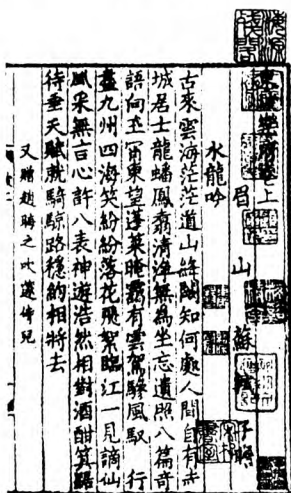 東坡樂府卷上
眉山 蘇軾 子瞻
水龍吟
古來雲海茫茫道山絳闕知何處人間自有赤
城居士龍蟠鳳翥清淨無為坐忘遺照八篇奇
語向玉霄東望蓬萊晻靄有雲駕驂風馭 行
盡九州四海笑紛紛落花飛絮臨江一見謫仙
風采無言心許八表神遊浩然相對酒酣箕踞
待垂天賦就騎鯨路穩約相將去
又贈趙晦之吹笛侍兒